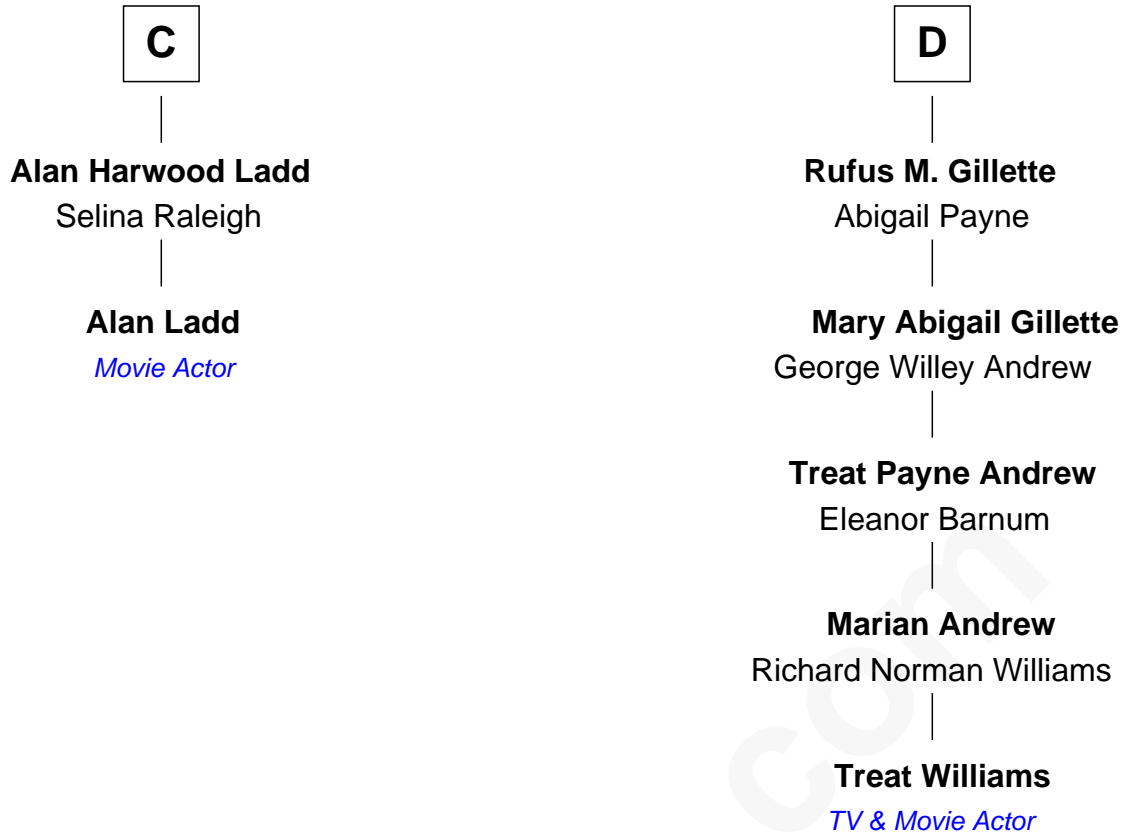 C
Alan Harwood Ladd
Selina Raleigh
Alan Ladd
Movie Actor
D
Rufus M. Gillette
Abigail Payne
Mary Abigail Gillette
George Willey Andrew
Treat Payne Andrew
Eleanor Barnum
Marian Andrew
Richard Norman Williams
Treat Williams
TV & Movie Actor
com